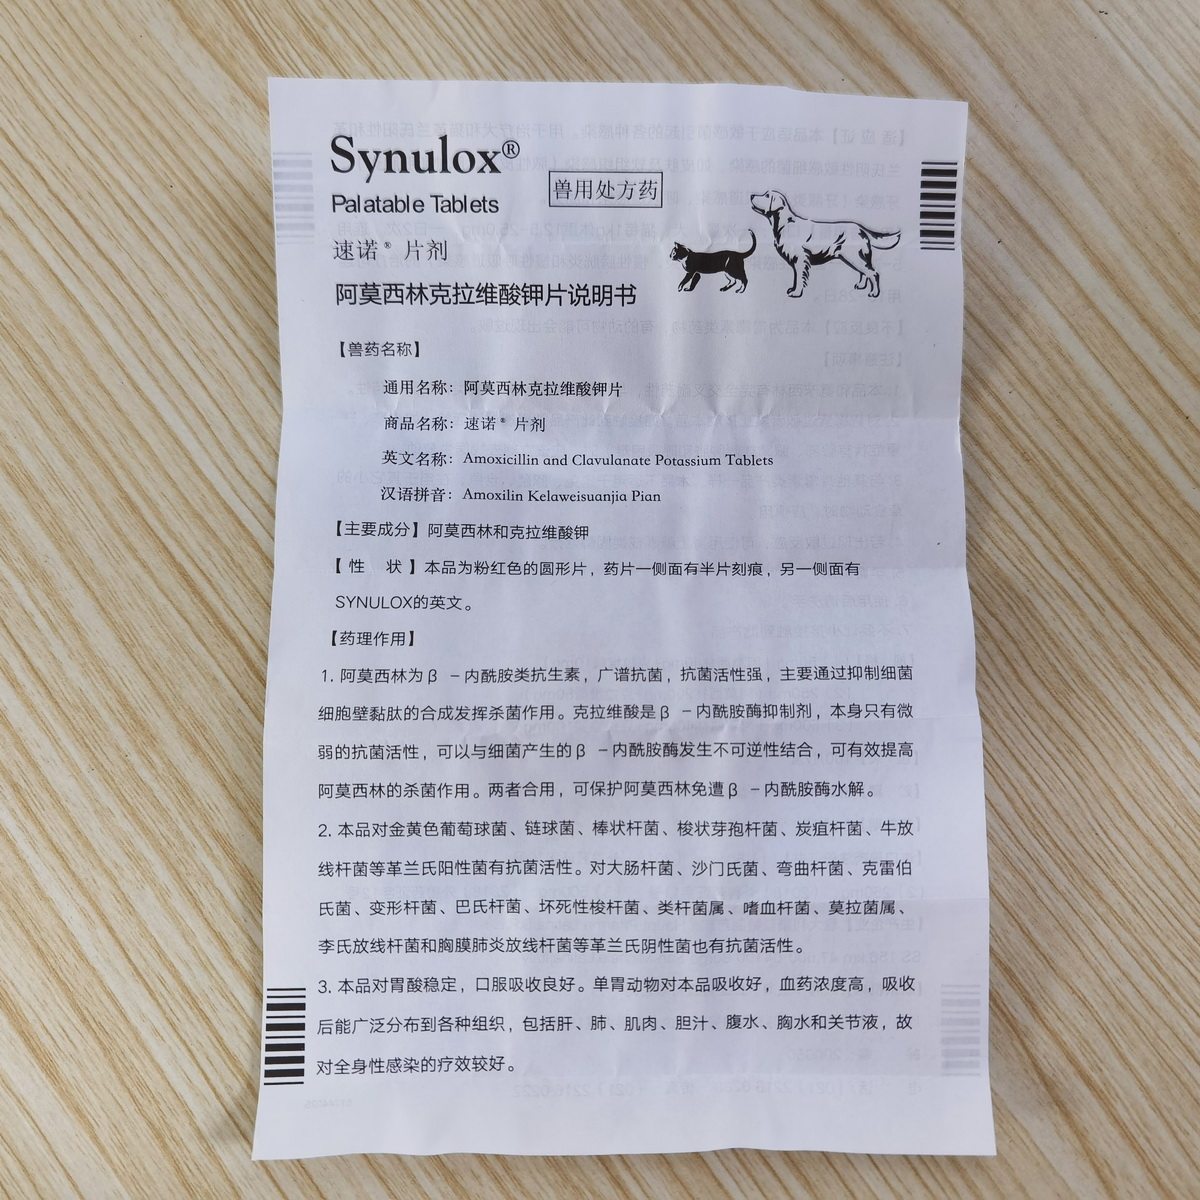 Synulox®
兽用处方药
Palatable Tablets
速诺® 片剂
阿莫西林克拉维酸钾片说明书
【兽药名称】
通用名称：阿莫西林克拉维酸钾片
商品名称：速诺® 片剂
英文名称：Amoxicillin and Clavulanate Potassium Tablets
汉语拼音：Amoxilin Kelaweisuanjia Pian
【主要成分】阿莫西林和克拉维酸钾
【性 状】本品为粉红色的圆形片，药片一侧面有半片刻痕，另一侧面有
SYNULOX的英文。
【药理作用】
1. 阿莫西林为β －内酰胺类抗生素，广谱抗菌，抗菌活性强，主要通过抑制细菌
细胞壁黏肽的合成发挥杀菌作用。克拉维酸是β －内酰胺酶抑制剂，本身只有微
弱的抗菌活性，可以与细菌产生的β －内酰胺酶发生不可逆性结合，可有效提高
阿莫西林的杀菌作用。两者合用，可保护阿莫西林免遭β －内酰胺酶水解。
2. 本品对金黄色葡萄球菌、链球菌、棒状杆菌、梭状芽孢杆菌、炭疽杆菌、牛放
线杆菌等革兰氏阳性菌有抗菌活性。对大肠杆菌、沙门氏菌、弯曲杆菌、克雷伯
氏菌、变形杆菌、巴氏杆菌、坏死性梭杆菌、类杆菌属、嗜血杆菌、莫拉菌属、
李氏放线杆菌和胸膜肺炎放线杆菌等革兰氏阴性菌也有抗菌活性。
3. 本品对胃酸稳定，口服吸收良好。单胃动物对本品吸收好，血药浓度高，吸收
后能广泛分布到各种组织，包括肝、肺、肌肉、胆汁、腹水、胸水和关节液，故
对全身性感染的疗效较好。